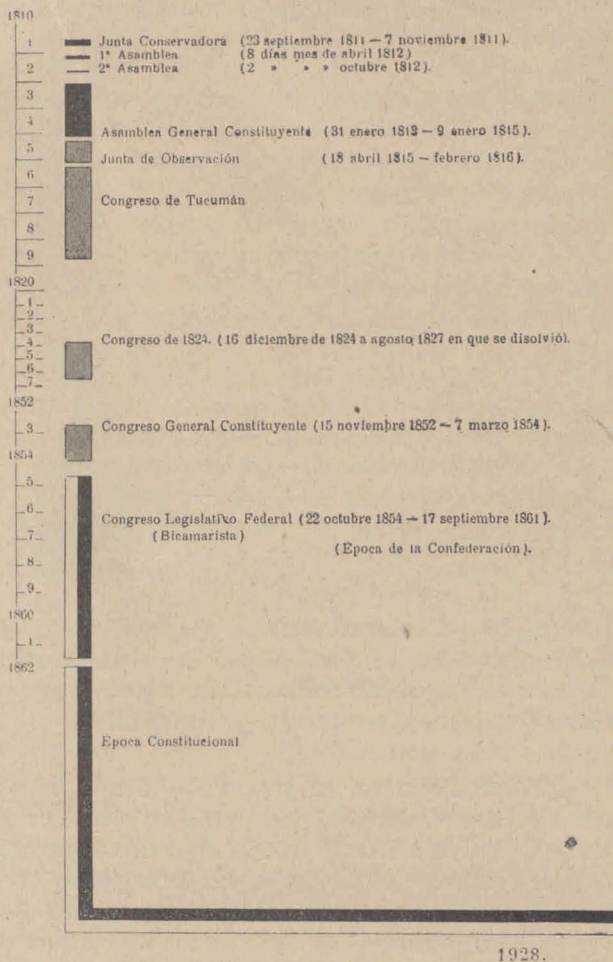 1810
1 Junta Conservadora (23 septiembre 1811 — 7 noviembre 1811).
1ª Asamblea (8 días mes de abril 1812)
2 2ª Asamblea (2 » » » octubre 1812).
3
4
Asamblea General Constituyente (31 enero 1813 — 9 enero 1815).
5
Junta de Observación (18 abril 1815 — febrero 1816).
6
7 Congreso de Tucumán
8
9
1820
1
2
3
4 Congreso de 1824. (16 diciembre de 1824 a agosto 1827 en que se disolvió).
5
6
7
1852
3 Congreso General Constituyente (15 noviembre 1852 — 7 marzo 1854).
1854
5
6
Congreso Legislativo Federal (22 octubre 1854 — 17 septiembre 1861).
7 (Bicamarista)
(Epoca de la Confederación).
8
9
1860
1
1862
Epoca Constitucional
1928.